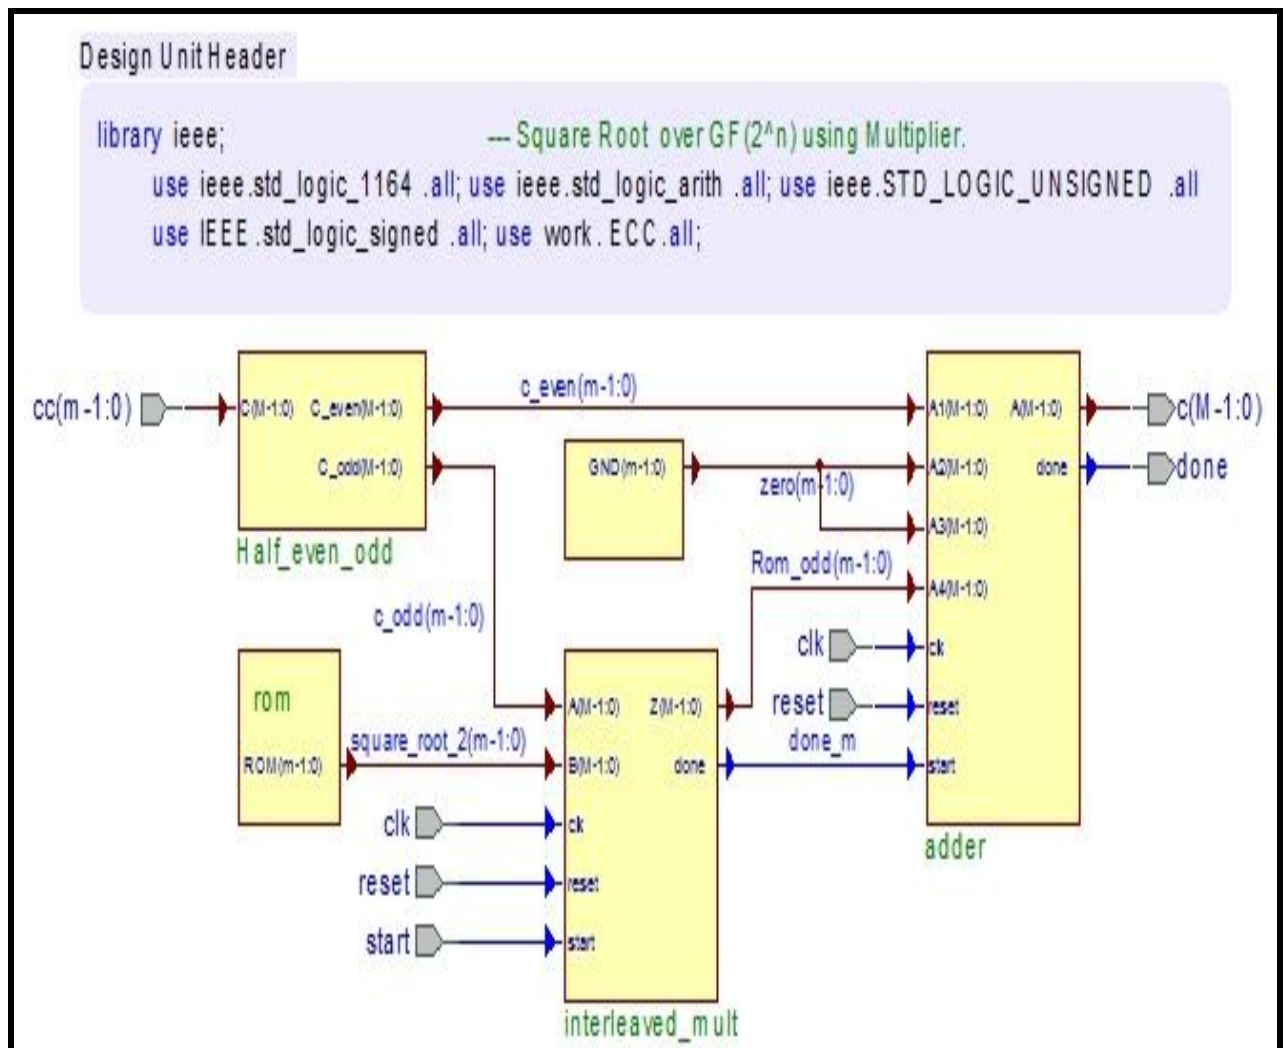 Design Unit Header
library ieee; --- Square Root over GF(2^n) using Multiplier.
use ieee.std_logic_1164 .all; use ieee.std_logic_arith .all; use ieee.STD_LOGIC_UNSIGNED .all
use IEEE.std_logic_signed .all; use work.ECC.all;
cc(m-1:0)
C(M-1:0) C_even(M-1:0)
C_odd(M-1:0)
Half_even_odd
c_even(m-1:0)
GND(m-1:0)
zero(m-1:0)
Rom_odd(m-1:0)
c_odd(m-1:0)
A1(M-1:0) A(M-1:0)
A2(M-1:0) done
A3(M-1:0)
A4(M-1:0)
clk
clk
reset
reset
start
adder
c(M-1:0)
done
rom
ROM(m-1:0)
square_root_2(m-1:0)
A(M-1:0) Z(M-1:0)
B(M-1:0) done
done_m
clk
clk
reset
reset
start
start
interleaved_mult